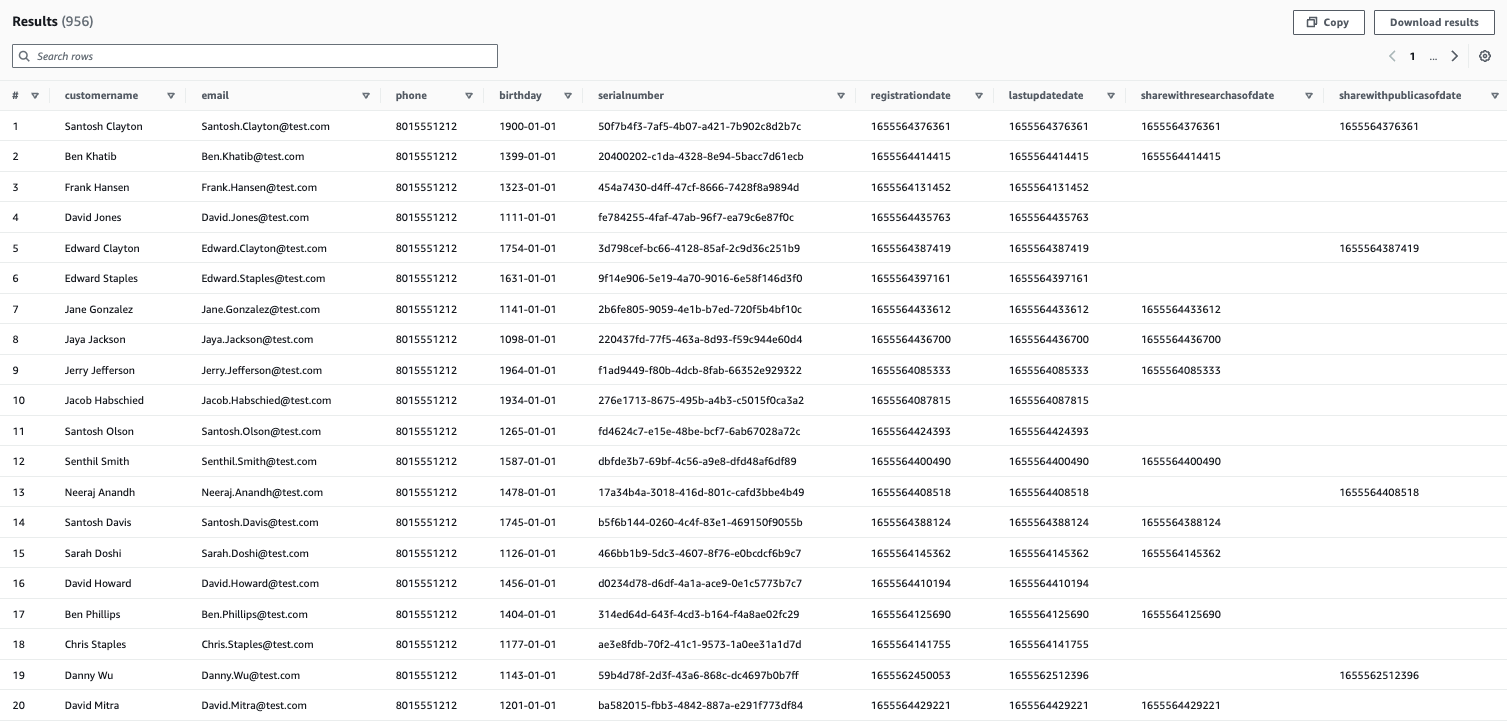 Results (956)
Copy
Download results
Search rows
1 ...
# customername email phone birthday serialnumber registrationdate lastupdatedate sharewithresearchasofdate sharewithpublicasofdate
1 Santosh Clayton Santosh.Clayton@test.com 8015551212 1900-01-01 50f7b4f3-7af5-4b07-a421-7b902c8d2b7c 1655564376361 1655564376361 1655564376361 1655564376361
2 Ben Khatib Ben.Khatib@test.com 8015551212 1399-01-01 20400202-c1da-4328-8e94-5bacc7d61ecb 1655564414415 1655564414415 1655564414415
3 Frank Hansen Frank.Hansen@test.com 8015551212 1323-01-01 454a7430-d4ff-47cf-8666-7428f8a9894d 1655564131452 1655564131452
4 David Jones David.Jones@test.com 8015551212 1111-01-01 fe784255-4faf-47ab-96f7-ea79c6e87f0c 1655564435763 1655564435763
5 Edward Clayton Edward.Clayton@test.com 8015551212 1754-01-01 3d798cef-bc66-4128-85af-2c9d36c251b9 1655564387419 1655564387419 1655564387419
6 Edward Staples Edward.Staples@test.com 8015551212 1631-01-01 9f14e906-5e19-4a70-9016-6e58f146d3f0 1655564397161 1655564397161
7 Jane Gonzalez Jane.Gonzalez@test.com 8015551212 1141-01-01 2b6fe805-9059-4e1b-b7ed-720f5b4bf10c 1655564433612 1655564433612 1655564433612
8 Jaya Jackson Jaya.Jackson@test.com 8015551212 1098-01-01 220437fd-77f5-463a-8d93-f59c944e60d4 1655564436700 1655564436700 1655564436700
9 Jerry Jefferson Jerry.Jefferson@test.com 8015551212 1964-01-01 f1ad9449-f80b-4dcb-8fab-66352e929322 1655564085333 1655564085333 1655564085333
10 Jacob Habschied Jacob.Habschied@test.com 8015551212 1934-01-01 276e1713-8675-495b-a4b3-c5015f0ca3a2 1655564087815 1655564087815
11 Santosh Olson Santosh.Olson@test.com 8015551212 1265-01-01 fd4624c7-e15e-48be-bcf7-6ab67028a72c 1655564424393 1655564424393
12 Senthil Smith Senthil.Smith@test.com 8015551212 1587-01-01 dbfde3b7-69bf-4c56-a9e8-dfd48af6df89 1655564400490 1655564400490 1655564400490
13 Neeraj Anandh Neeraj.Anandh@test.com 8015551212 1478-01-01 17a34b4a-3018-416d-801c-cafd3bbe4b49 1655564408518 1655564408518 1655564408518
14 Santosh Davis Santosh.Davis@test.com 8015551212 1745-01-01 b5f6b144-0260-4c4f-83e1-469150f9055b 1655564388124 1655564388124 1655564388124
15 Sarah Doshi Sarah.Doshi@test.com 8015551212 1126-01-01 466bb1b9-5dc3-4607-8f76-e0bcdcf6b9c7 1655564145362 1655564145362 1655564145362
16 David Howard David.Howard@test.com 8015551212 1456-01-01 d0234d78-d6df-4a1a-ace9-0e1c5773b7c7 1655564410194 1655564410194
17 Ben Phillips Ben.Phillips@test.com 8015551212 1404-01-01 314ed64d-643f-4cd3-b164-f4a8ae02fc29 1655564125690 1655564125690 1655564125690
18 Chris Staples Chris.Staples@test.com 8015551212 1177-01-01 ae3e8fdb-70f2-41c1-9573-1a0ee31a1d7d 1655564141755 1655564141755
19 Danny Wu Danny.Wu@test.com 8015551212 1143-01-01 59b4d78f-2d3f-43a6-868c-dc4697b0b7ff 1655562450053 1655562512396 1655562512396
20 David Mitra David.Mitra@test.com 8015551212 1201-01-01 ba582015-fbb3-4842-887a-e291f773df84 1655564429221 1655564429221 1655564429221